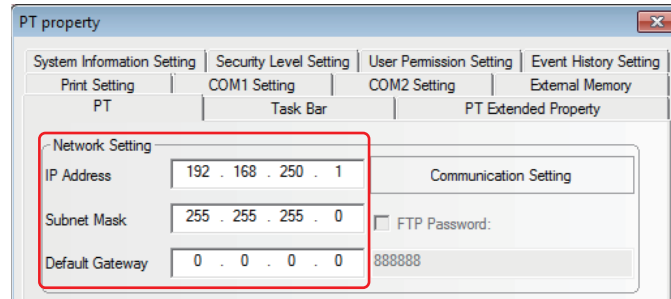 PT property
System Information Setting Security Level Setting User Permission Setting Event History Setting
Print Setting COM1 Setting COM2 Setting External Memory
PT Task Bar PT Extended Property
Network Setting
IP Address 192 . 168 . 250 . 1 Communication Setting
Subnet Mask 255 . 255 . 255 . 0 FTP Password:
Default Gateway 0 . 0 . 0 . 0 888888